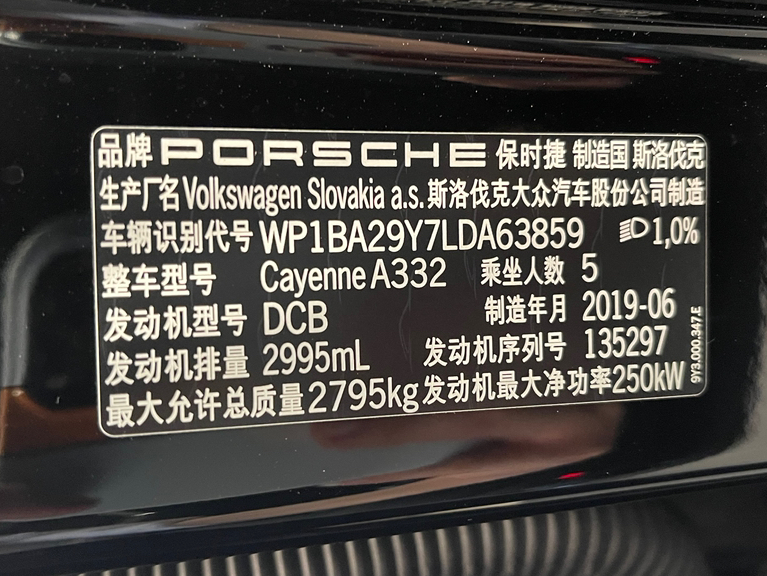 品牌 PORSCHE 保时捷 制造国 斯洛伐克
生产厂名 Volkswagen Slovakia a.s. 斯洛伐克大众汽车股份公司制造
车辆识别代号 WP1BA29Y7LDA63859 1,0%
整车型号 Cayenne A332 乘坐人数 5
发动机型号 DCB 制造年月 2019-06
发动机排量 2995mL 发动机序列号 135297
最大允许总质量 2795kg 发动机最大净功率 250kW
9Y3.000.347.E